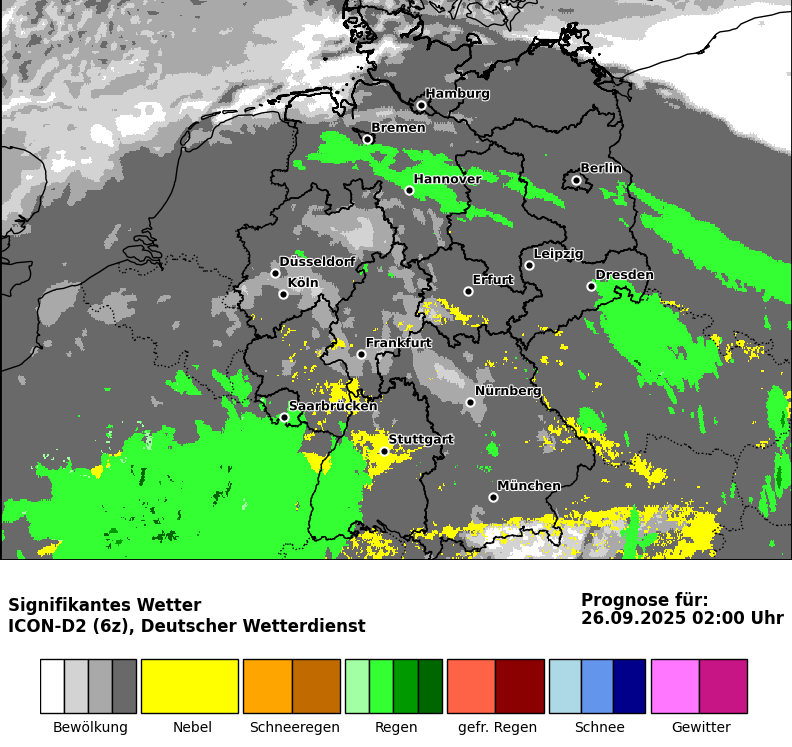 Hamburg
Bremen
Berlin
Hannover
Düsseldorf
Leipzig
Köln
Erfurt
Dresden
Frankfurt
Nürnberg
Saarbrücken
Stuttgart
München
Signifikantes Wetter
ICON-D2 (6z), Deutscher Wetterdienst
Prognose für:
26.09.2025 02:00 Uhr
Bewölkung
Nebel
Schneeregen
Regen
gefr. Regen
Schnee
Gewitter